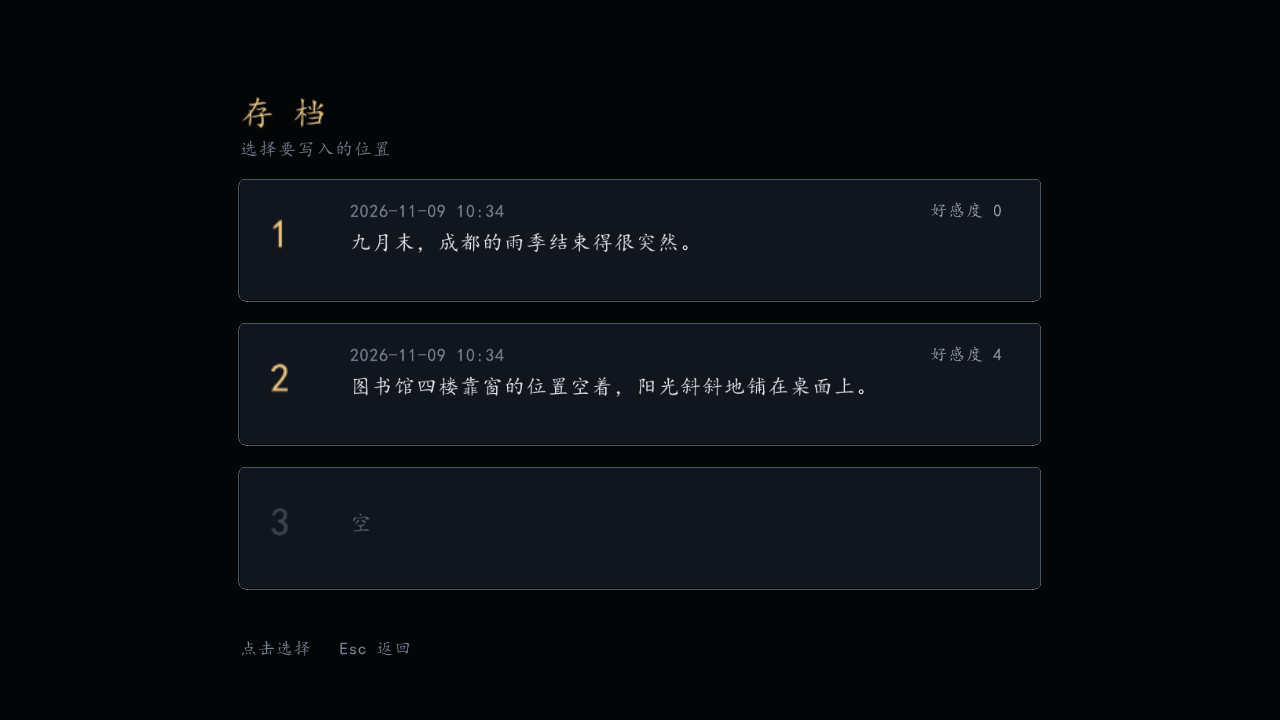 存 档
选择要写入的位置
1
2026-11-09 10:34
好感度 0
九月末，成都的雨季结束得很突然。
2
2026-11-09 10:34
好感度 4
图书馆四楼靠窗的位置空着，阳光斜斜地铺在桌面上。
3
空
点击选择 Esc 返回